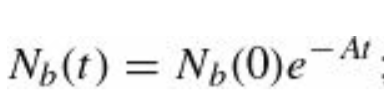 N_b(t) = N_b(0)e^{-At};